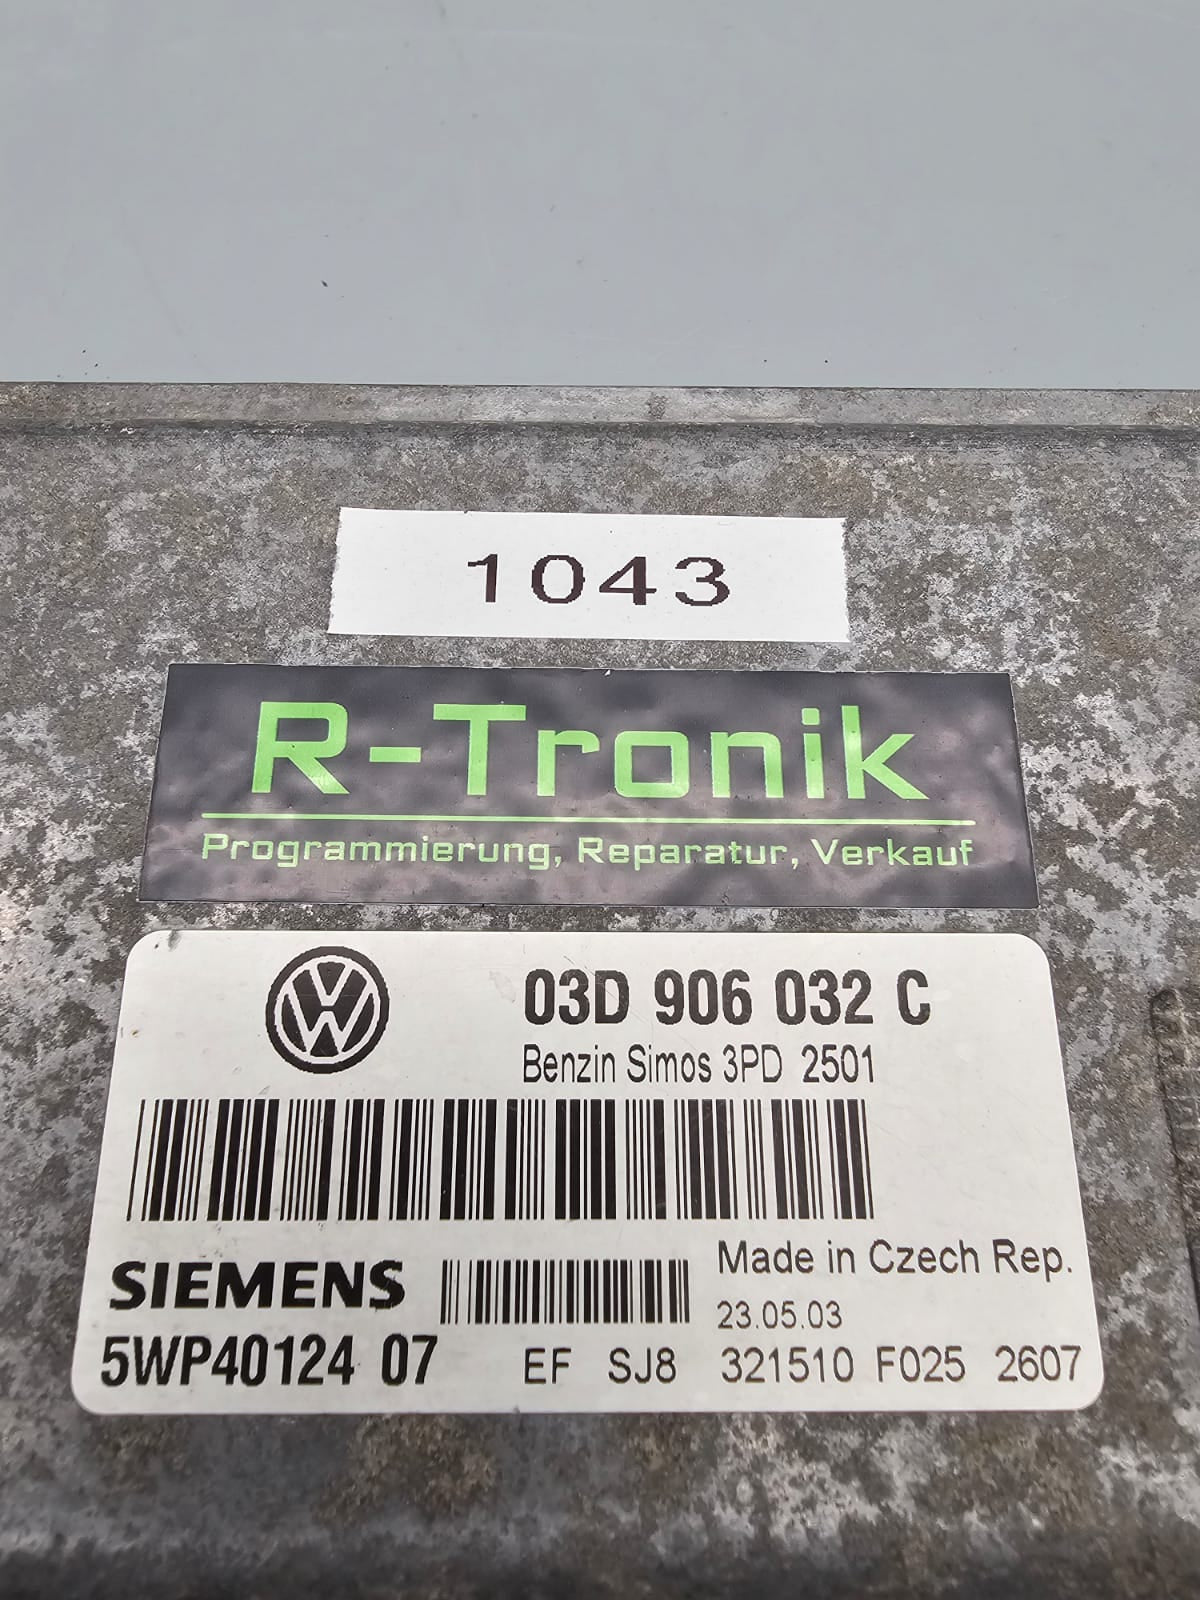 1043
R-Tronik
Programmierung, Reparatur, Verkauf
03D 906 032 C
Benzin Simos 3PD 2501
SIEMENS
Made in Czech Rep.
23.05.03
5WP40124 07 EF SJ8 321510 F025 2607